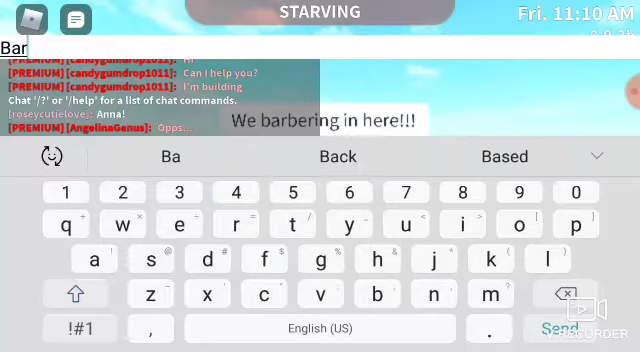 STARVING
Fri. 11:10 AM
Bar
[PREMIUM] [candygumdrop1011]: Hi
[PREMIUM] [candygumdrop1011]: Can i help you?
[PREMIUM] [candygumdrop1011]: I'm building
Chat '/?' or '/help' for a list of chat commands.
[roseycutielove]: Anna!
[PREMIUM] [AngelinaGenus]: Opps...
We barbering in here!!!
Ba Back Based
1 2 3 4 5 6 7 8 9 0
q w e r t y u i o p
a s d f g h j k l
z x c v b n m
!#1 , English (US) . Send
V RECORDER